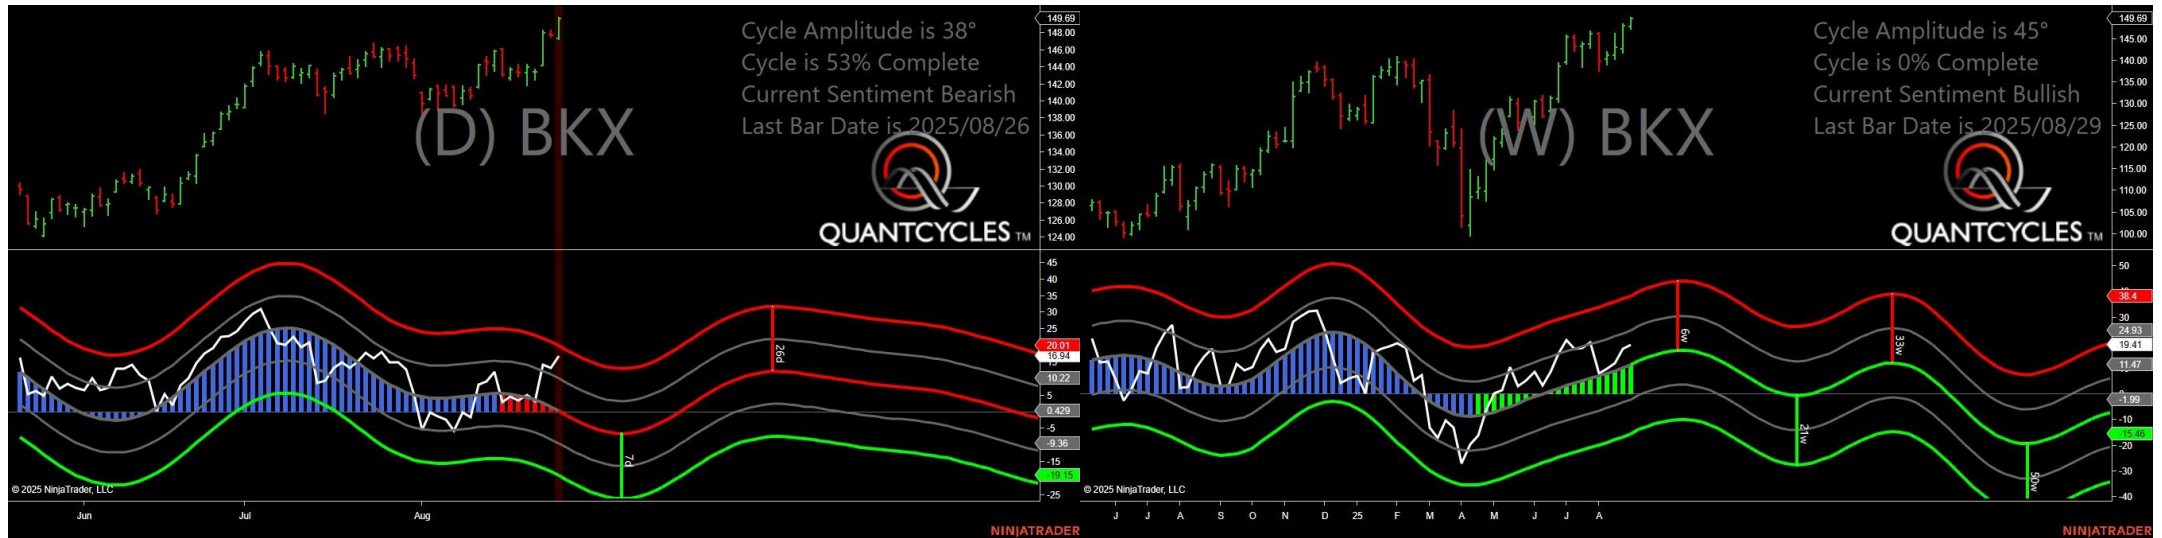 Cycle Amplitude is 38°
Cycle is 53% Complete
Current Sentiment Bearish
Last Bar Date is 2025/08/26
(D) BKX
QUANTCYCLES TM
149.69
148.00
146.00
144.00
142.00
140.00
138.00
136.00
134.00
132.00
130.00
128.00
126.00
124.00
45
40
35
30
25
20.01
16.94
10.22
5
0.429
-5
-9.36
-15
-19.15
-25
26d
7d
© 2025 NinjaTrader, LLC
Jun
Jul
Aug
NINJATRADER
Cycle Amplitude is 45°
Cycle is 0% Complete
Current Sentiment Bullish
Last Bar Date is 2025/08/29
(W) BKX
QUANTCYCLES TM
149.69
145.00
140.00
135.00
130.00
125.00
120.00
115.00
110.00
105.00
100.00
50
38.4
30
24.93
19.41
11.47
-1.99
-10
-15.46
-20
-30
-40
6w
33w
21w
50w
© 2025 NinjaTrader, LLC
J J A S O N D 25 F M A M J J A
NINJATRADER